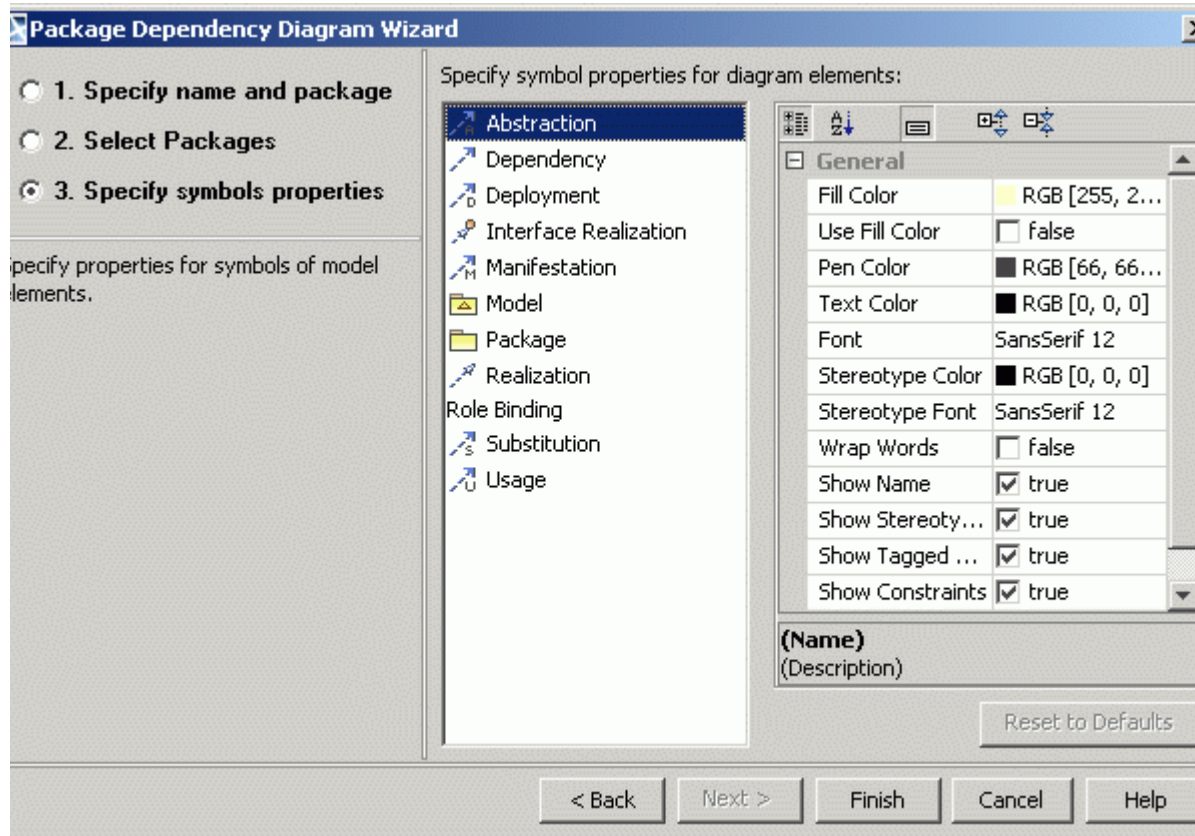 Package Dependency Diagram Wizard
1. Specify name and package
2. Select Packages
3. Specify symbols properties
pecify properties for symbols of model
lements.
Specify symbol properties for diagram elements:
Abstraction
Dependency
Deployment
Interface Realization
Manifestation
Model
Package
Realization
Role Binding
Substitution
Usage
General
Fill Color RGB [255, 2...
Use Fill Color false
Pen Color RGB [66, 66...
Text Color RGB [0, 0, 0]
Font SansSerif 12
Stereotype Color RGB [0, 0, 0]
Stereotype Font SansSerif 12
Wrap Words false
Show Name true
Show Stereoty... true
Show Tagged ... true
Show Constraints true
(Name)
(Description)
Reset to Defaults
< Back Next > Finish Cancel Help